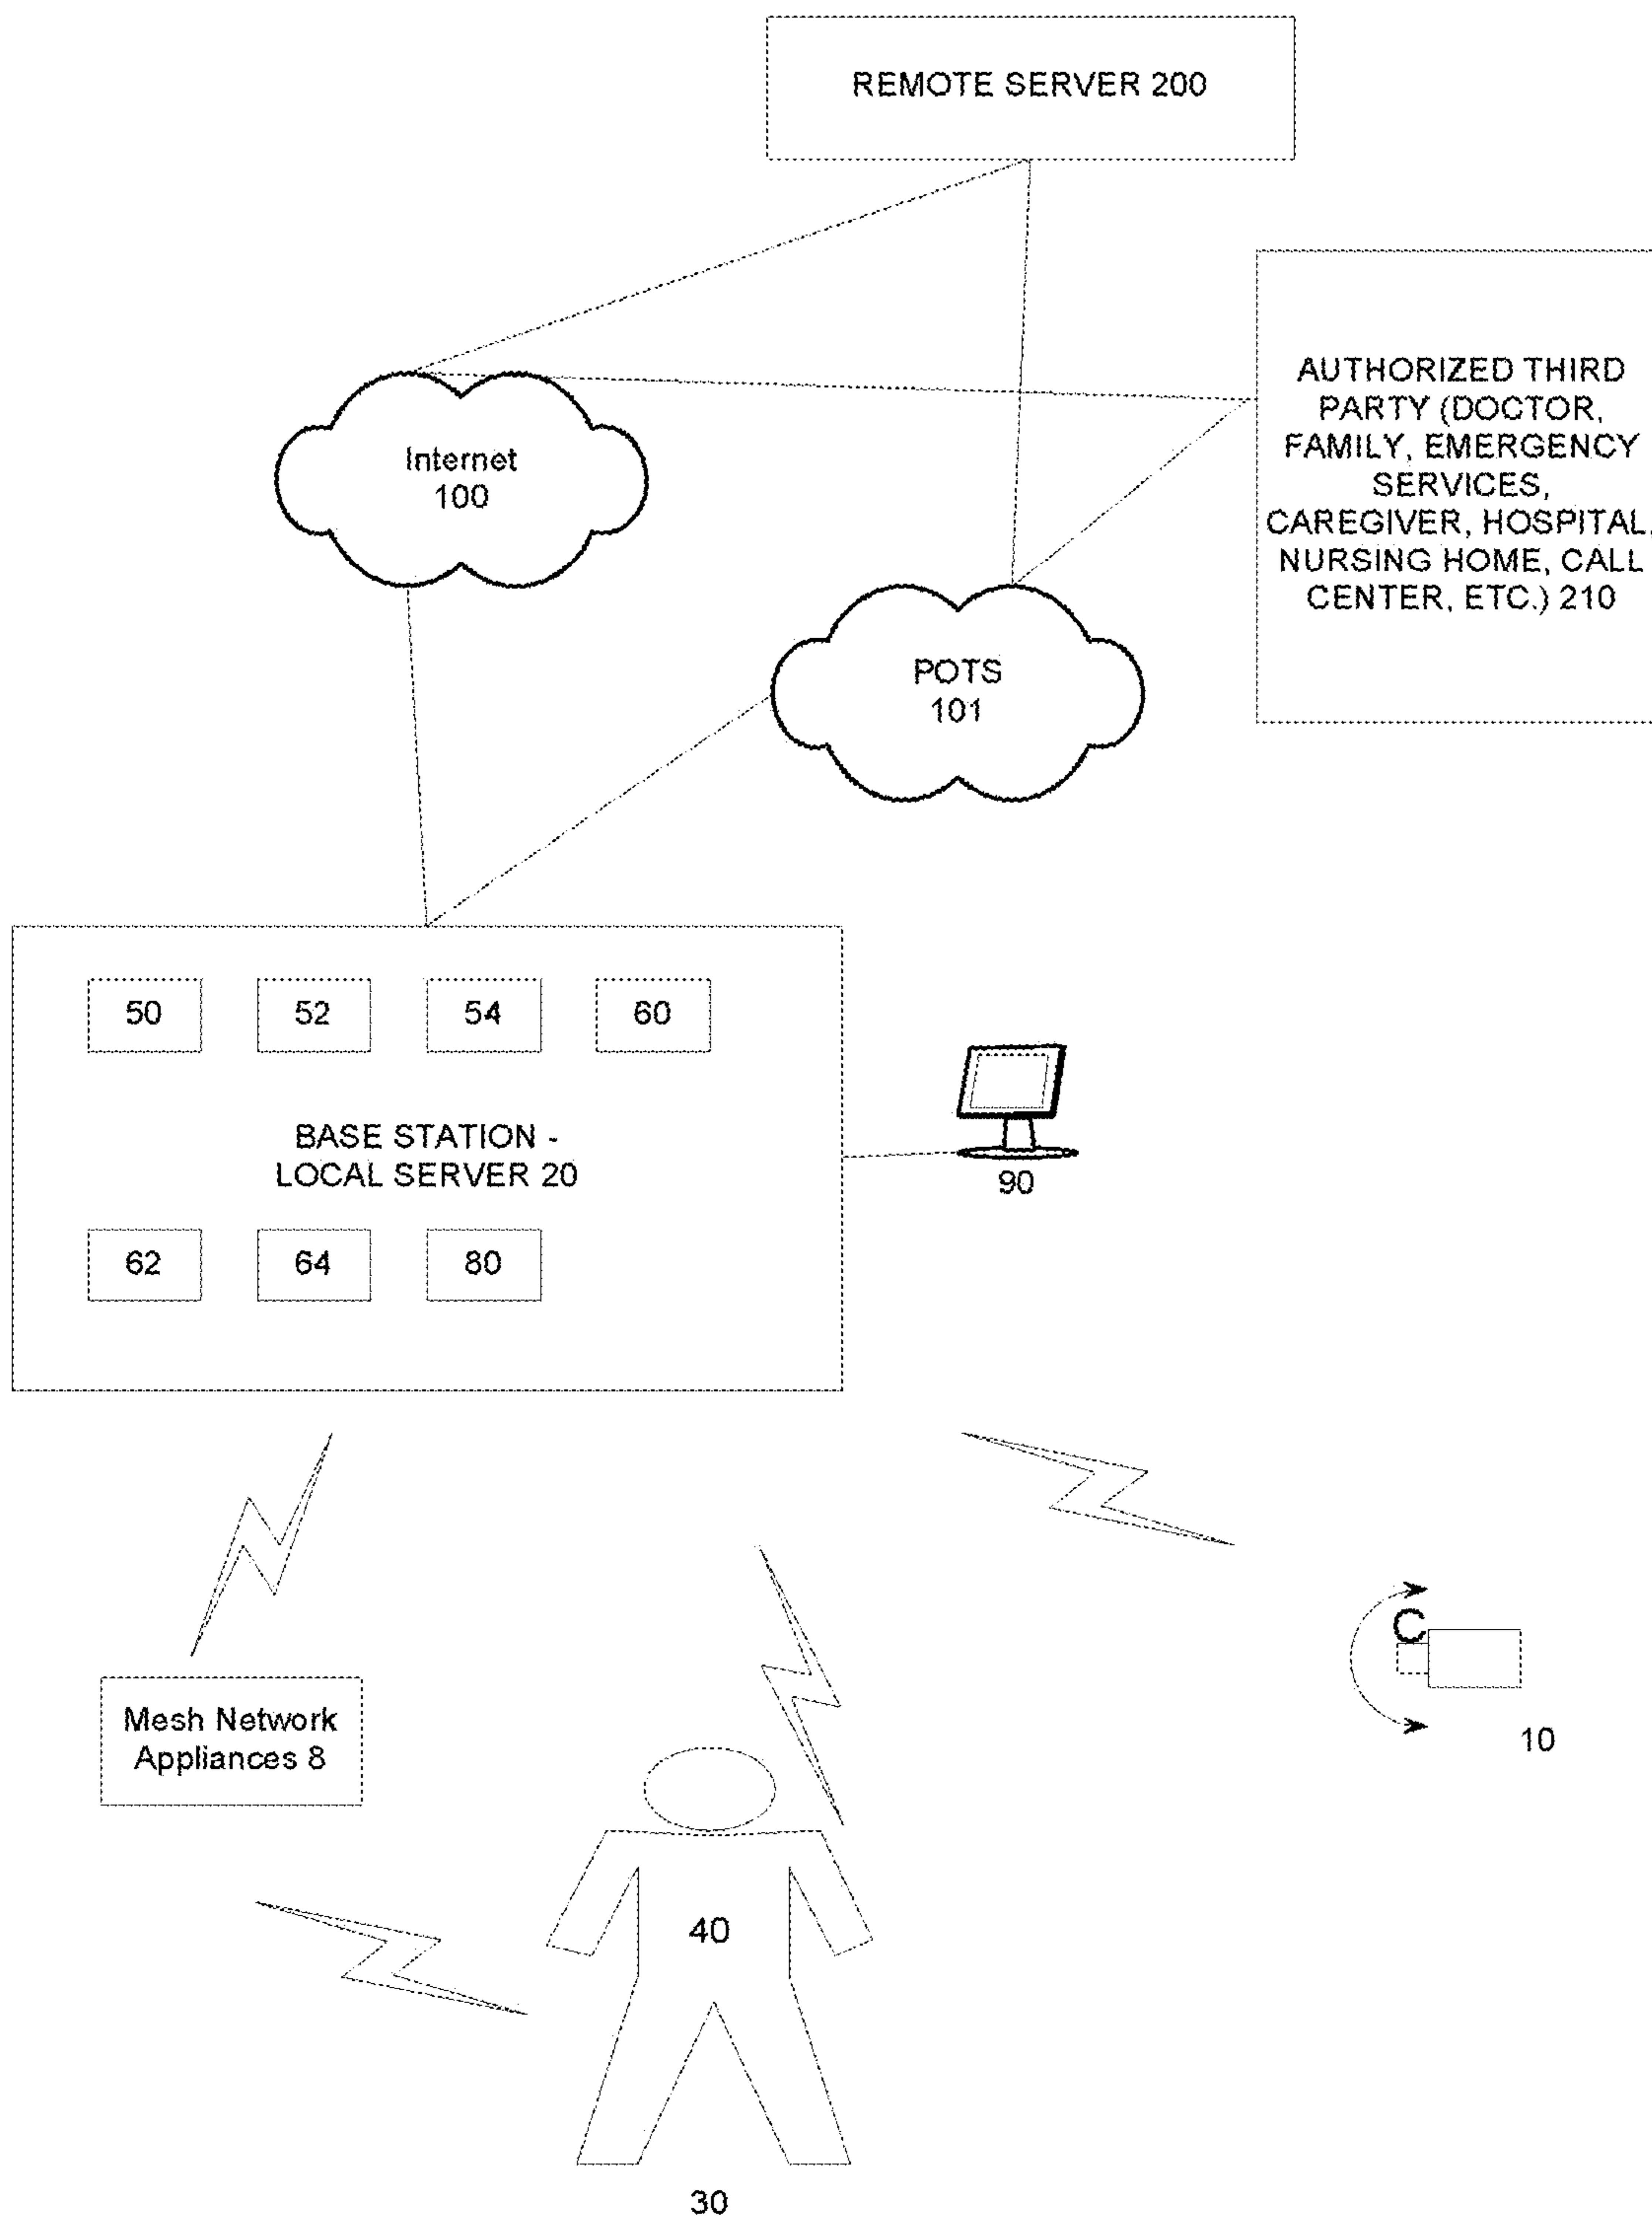 REMOTE SERVER 200
AUTHORIZED THIRD
PARTY (DOCTOR,
FAMILY, EMERGENCY
SERVICES,
CAREGIVER, HOSPITAL,
NURSING HOME, CALL
CENTER, ETC.) 210
Internet
100
POTS
101
50
52
54
60
BASE STATION -
LOCAL SERVER 20
90
62
64
80
C
10
Mesh Network
Appliances 8
40
30